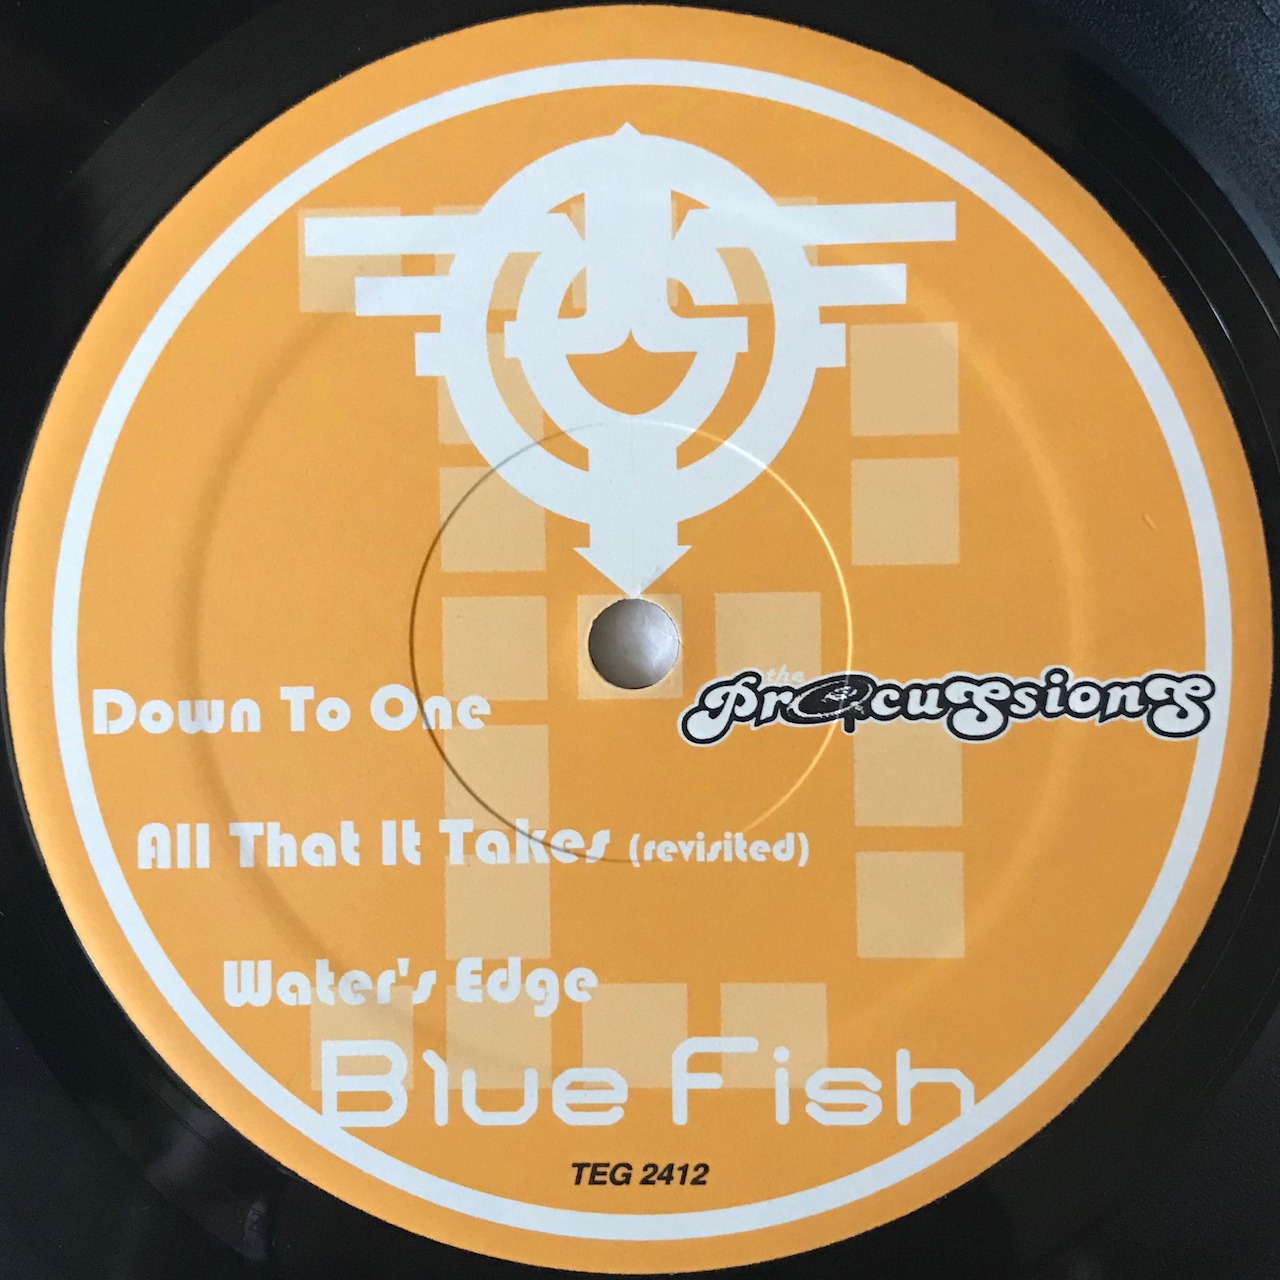 Down To One
the Procussions
All That It Takes (revisited)
Water's Edge
Blue Fish
TEG 2412